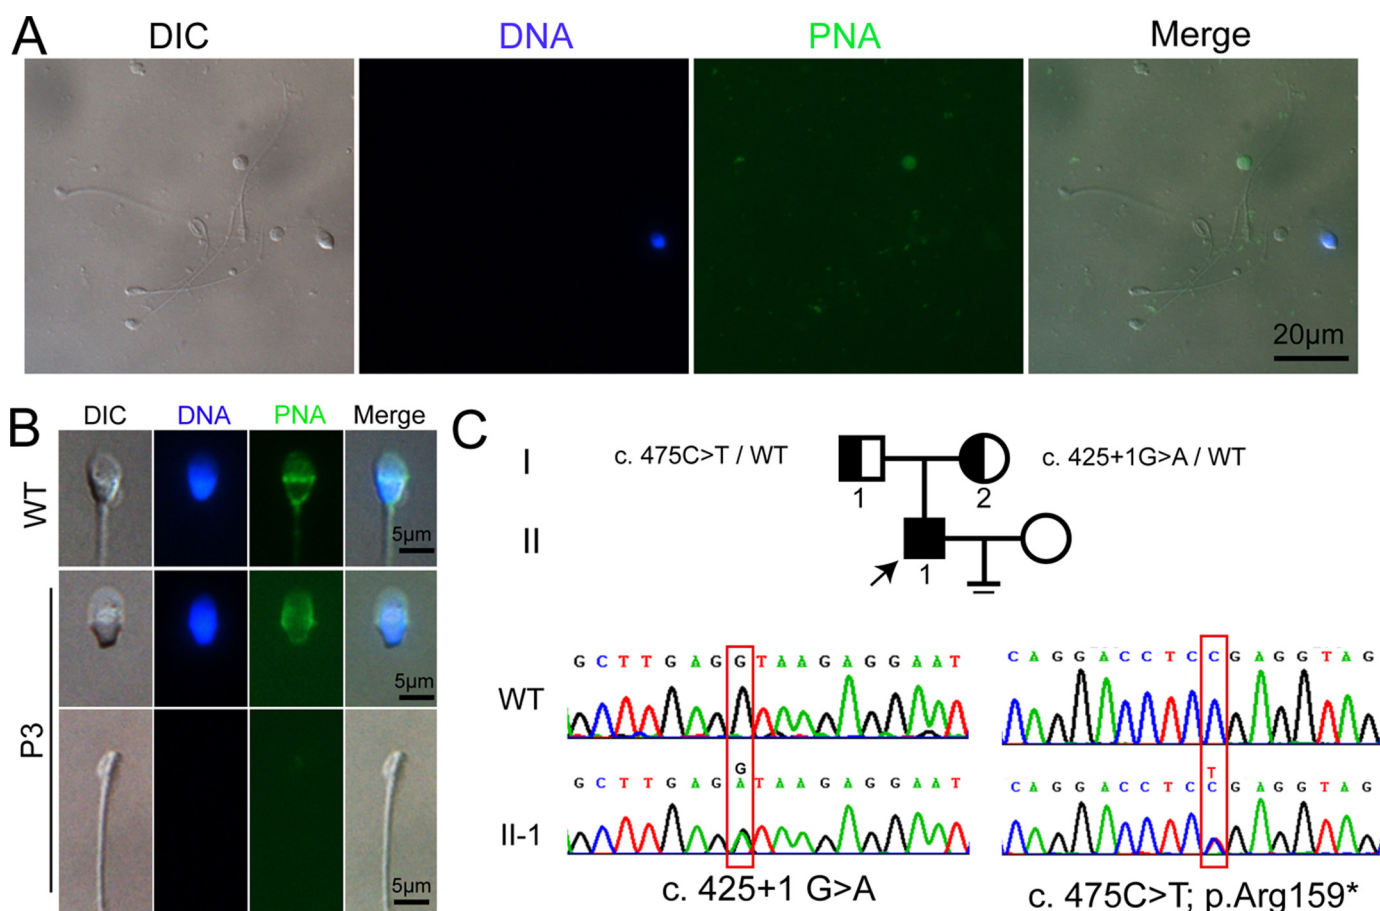 A
DIC DNA PNA Merge
20μm
B
DIC DNA PNA Merge
WT
5μm
P3
5μm
5μm
C
I
c. 475C>T / WT
c. 425+1G>A / WT
1
2
II
1
WT
G C T T G A G G T A A G A G G A A T
C A G G A C C T C C G A G G T A G
II-1
G
G C T T G A G A T A A G A G G A A T
T
C A G G A C C T C C G A G G T A G
c. 425+1 G>A
c. 475C>T; p.Arg159*